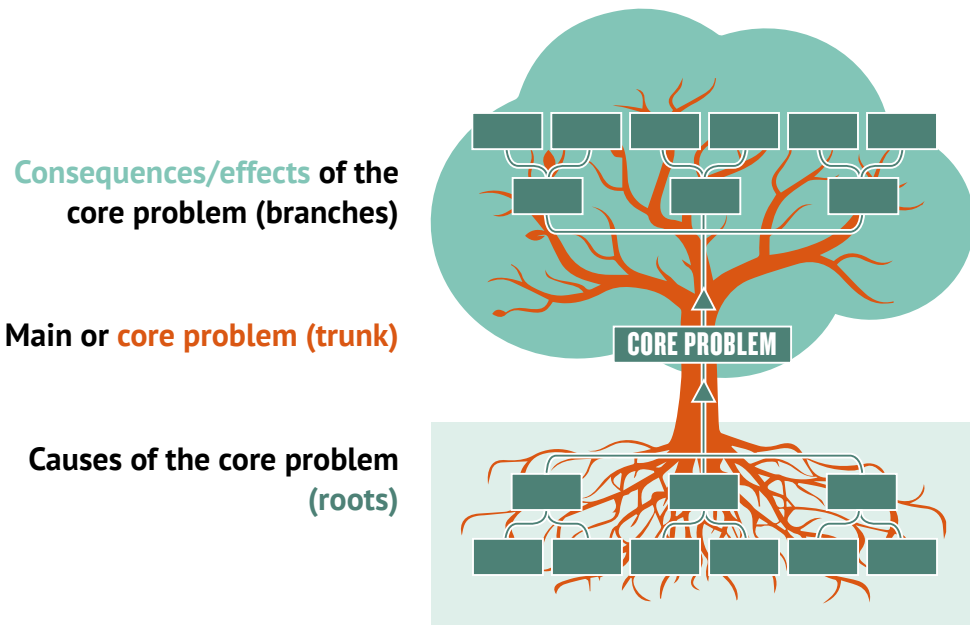 Consequences/effects of the
core problem (branches)
Main or core problem (trunk)
CORE PROBLEM
Causes of the core problem
(roots)